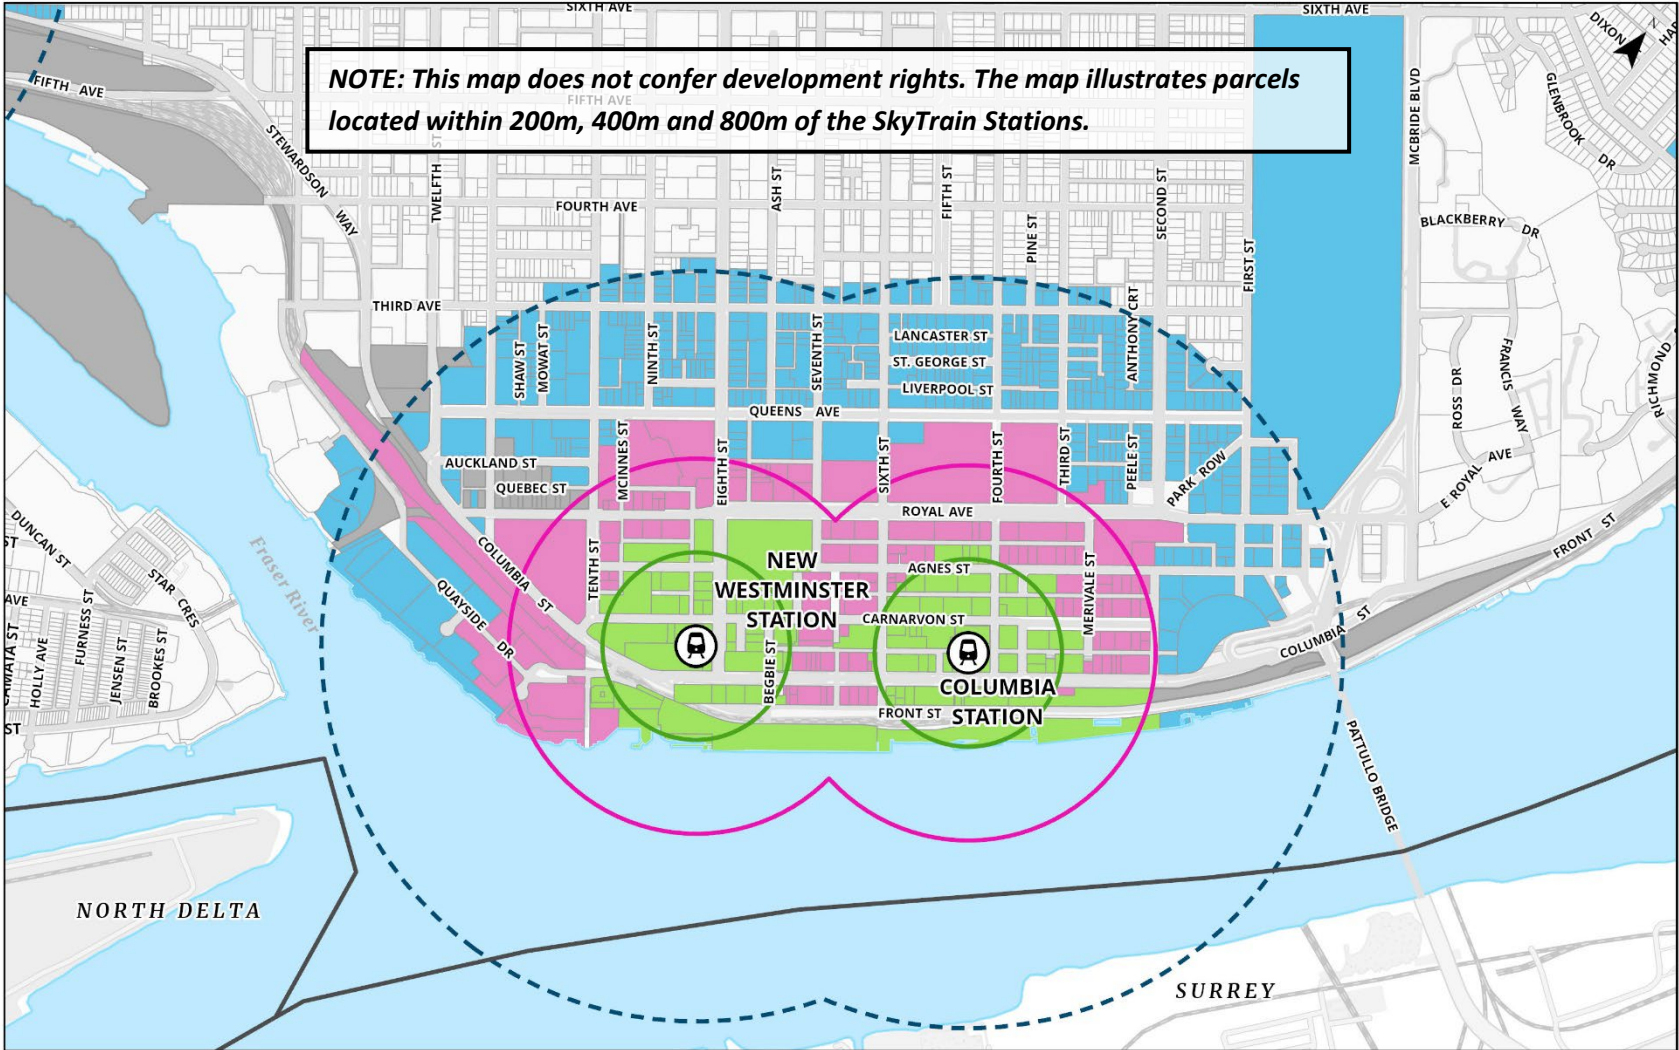 SIXTH AVE
SIXTH AVE
NOTE: This map does not confer development rights. The map illustrates parcels
located within 200m, 400m and 800m of the SkyTrain Stations.
DIXON
N
FIFTH AVE
FIFTH AVE
STEWARDSON WAY
TWELFTH ST
ASH ST
FIFTH ST
SECOND ST
MCBRIDE BLVD
GLENBROOK DR
FOURTH AVE
PINE ST
FIRST ST
BLACKBERRY DR
THIRD AVE
SHAW ST
MOWAT ST
NINTH ST
SEVENTH ST
LANCASTER ST
ST. GEORGE ST
LIVERPOOL ST
ANTHONY CRT
ROSS DR
FRANCIS WAY
RICHMOND
QUEENS AVE
AUCKLAND ST
QUEBEC ST
MCINNES ST
EIGHTH ST
SIXTH ST
FOURTH ST
THIRD ST
PEELE ST
PARK ROW
E ROYAL AVE
ROYAL AVE
DUNCAN ST
ST
STAR CRES
Fraser River
COLUMBIA ST
TENTH ST
NEW
WESTMINSTER
STATION
AGNES ST
MERIVALE ST
FRONT ST
QUAYSIDE DR
CARNARVON ST
COLUMBIA ST
AVE
HOLLY AVE
FURNESS ST
JENSEN ST
BROOKES ST
ST
BEGBIE ST
COLUMBIA
STATION
FRONT ST
PATTULLO BRIDGE
NORTH DELTA
SURREY